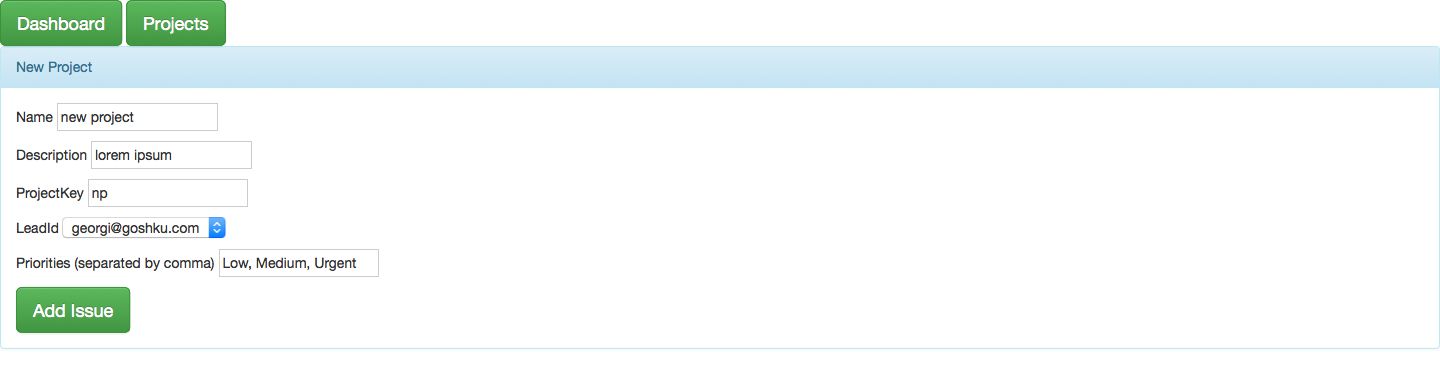 Dashboard Projects
New Project
Name new project
Description lorem ipsum
ProjectKey np
LeadId georgi@goshku.com
Priorities (separated by comma) Low, Medium, Urgent
Add Issue